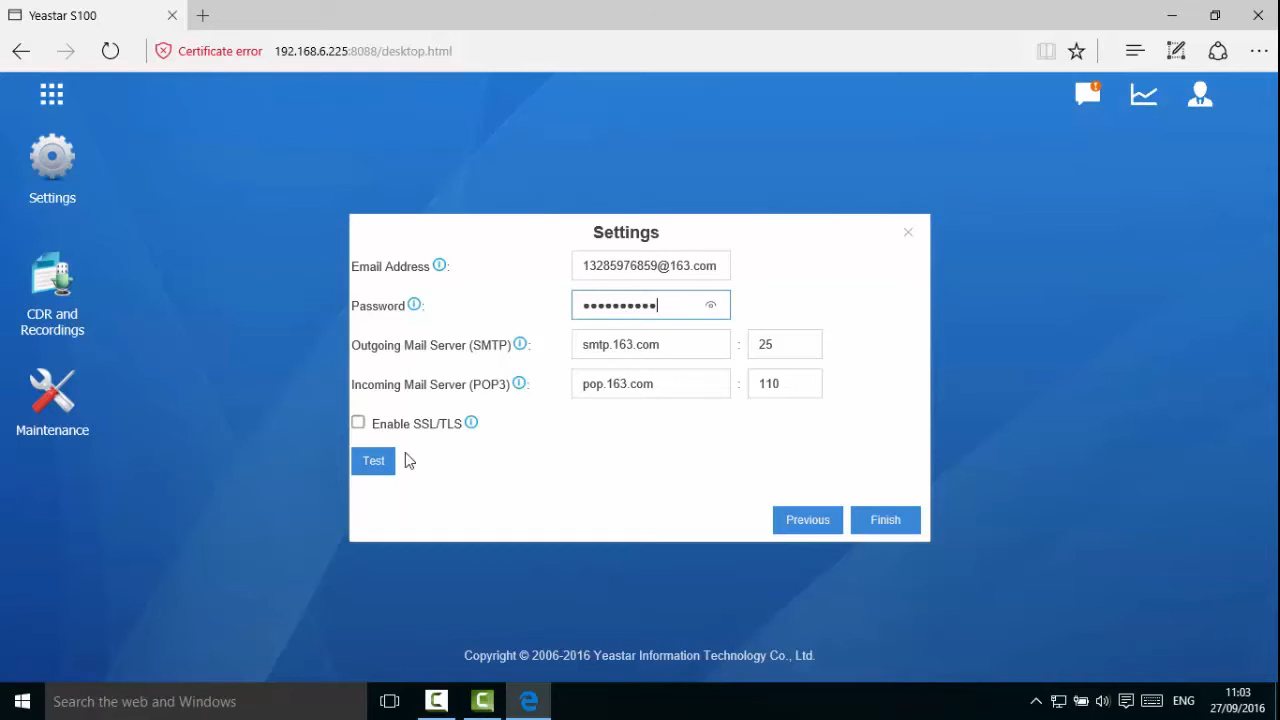 Yeastar S100
Certificate error 192.168.6.225:8088/desktop.html
Settings
CDR and
Recordings
Maintenance
Settings
Email Address :
13285976859@163.com
Password :
••••••••••
Outgoing Mail Server (SMTP) :
smtp.163.com : 25
Incoming Mail Server (POP3) :
pop.163.com : 110
Enable SSL/TLS
Test
Previous Finish
Copyright © 2006-2016 Yeastar Information Technology Co., Ltd.
Search the web and Windows
ENG
11:03
27/09/2016